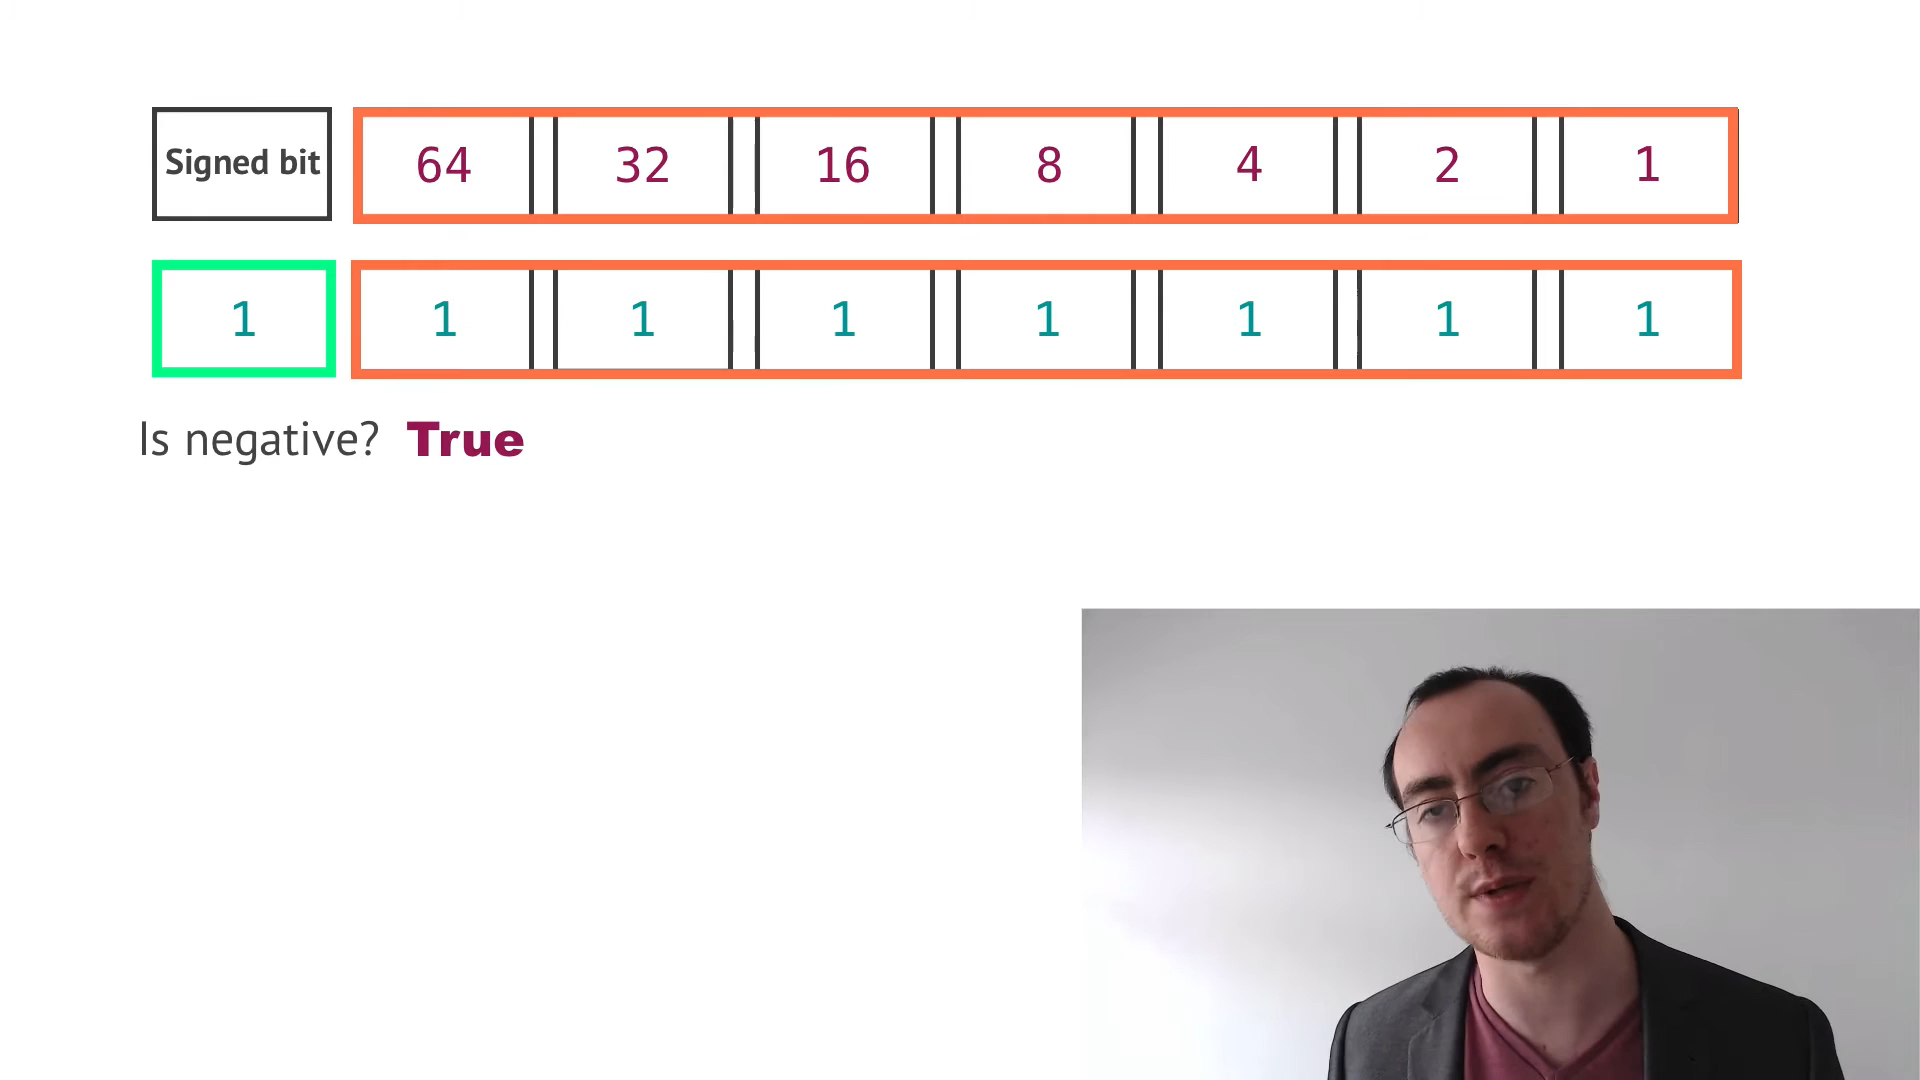 Signed bit 64 32 16 8 4 2 1
1 1 1 1 1 1 1 1
Is negative? True